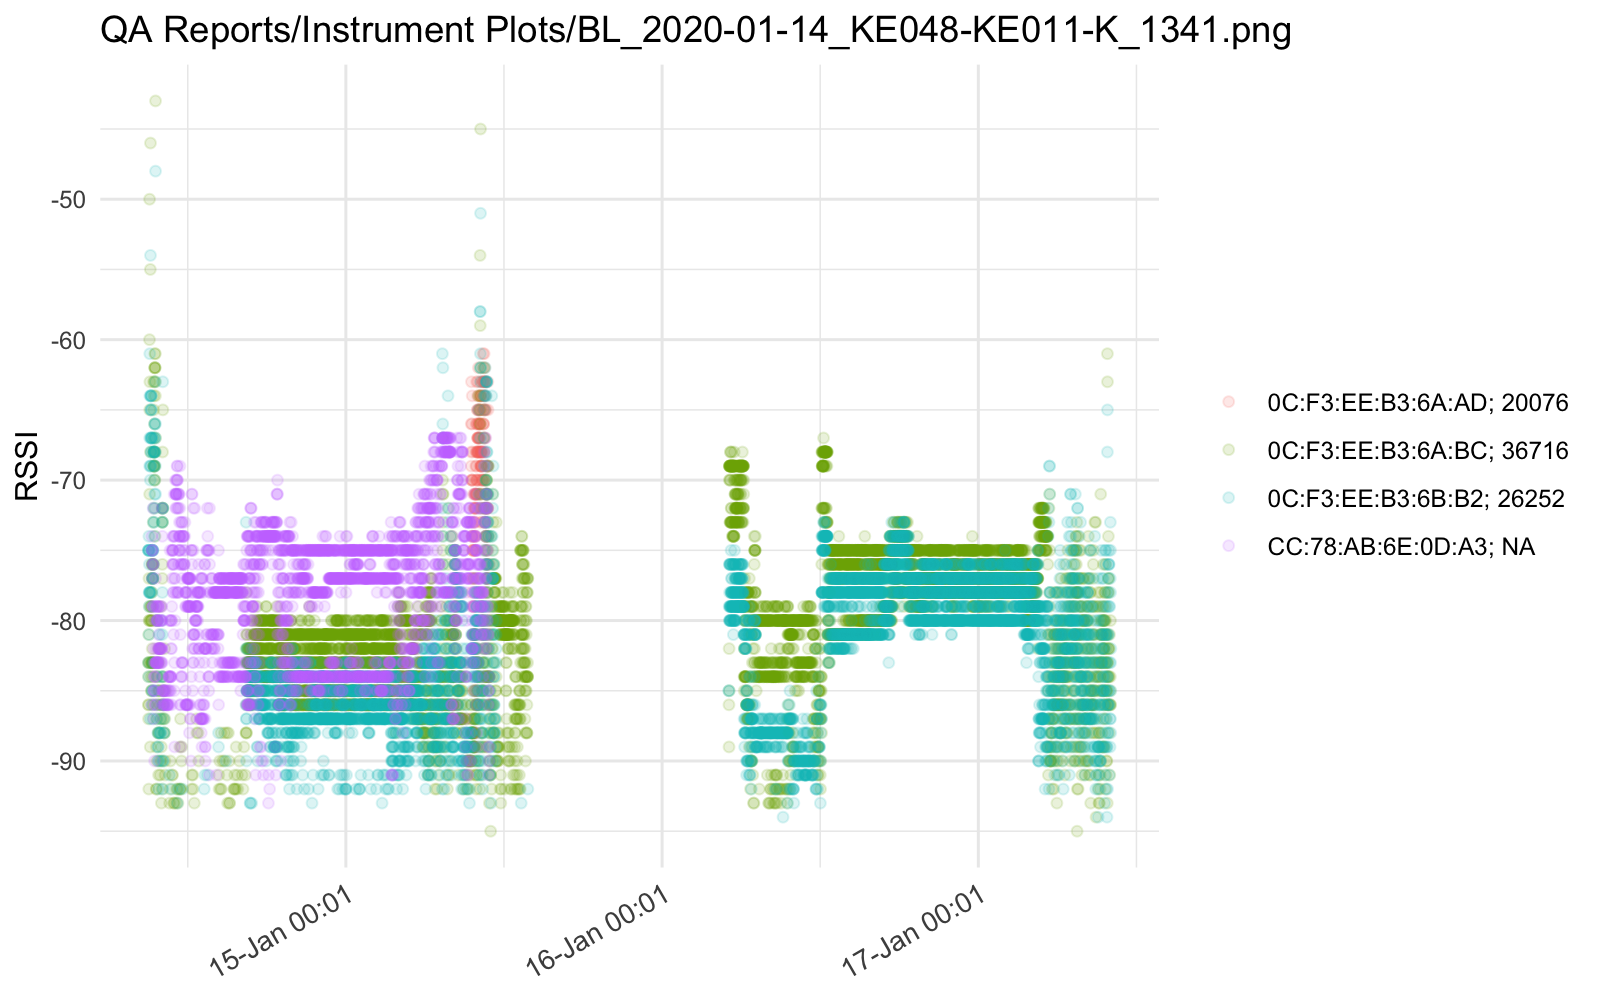 QA Reports/Instrument Plots/BL_2020-01-14_KE048-KE011-K_1341.png
-50
-60
-70
-80
-90
RSSI
15-Jan 00:01
16-Jan 00:01
17-Jan 00:01
0C:F3:EE:B3:6A:AD; 20076
0C:F3:EE:B3:6A:BC; 36716
0C:F3:EE:B3:6B:B2; 26252
CC:78:AB:6E:0D:A3; NA